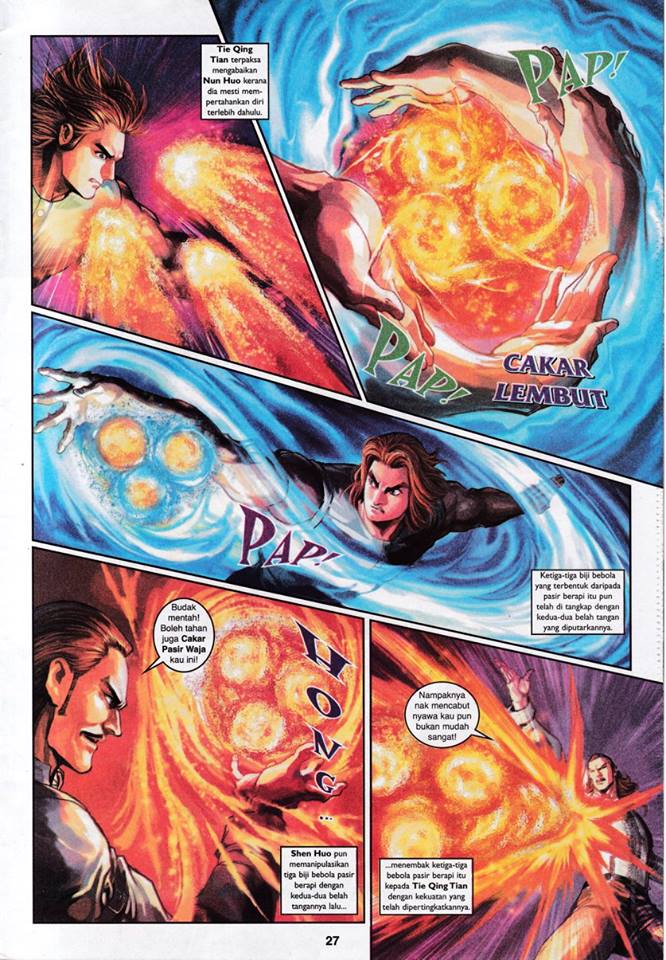 Tie Qing
Tian terpaksa
mengabaikan
Nun Huo kerana
dia mesti mem-
pertahankan diri
terlebih dahulu.
PAP!
PAP!
CAKAR
LEMBUT
PAP!
Ketiga-tiga biji bebola
yang terbentuk daripada
pasir berapi itu pun
telah di tangkap dengan
kedua-dua belah tangan
yang diputarkannya.
Budak
mentah!
Boleh tahan
juga Cakar
Pasir Waja
kau ini!
HONG...
Shen Huo pun
memanipulasikan
tiga biji bebola pasir
berapi dengan
kedua-dua belah
tangannya lalu...
Nampaknya
nak mencabut
nyawa kau pun
bukan mudah
sangat!
...menembak ketiga-tiga
bebola pasir berapi itu
kepada Tie Qing Tian
dengan kekuatan yang
telah dipertingkatkannya.
27